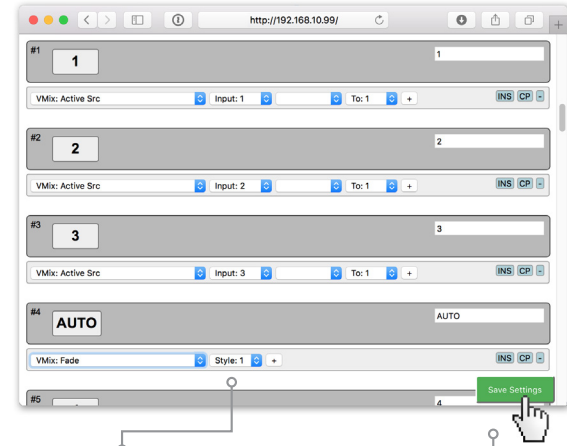 http://192.168.10.99/
#1 1 1
VMix: Active Src Input: 1 To: 1 + INS CP -
#2 2 2
VMix: Active Src Input: 2 To: 1 + INS CP -
#3 3 3
VMix: Active Src Input: 3 To: 1 + INS CP -
#4 AUTO AUTO
VMix: Fade Style: 1 + INS CP -
Save Settings
#5 4